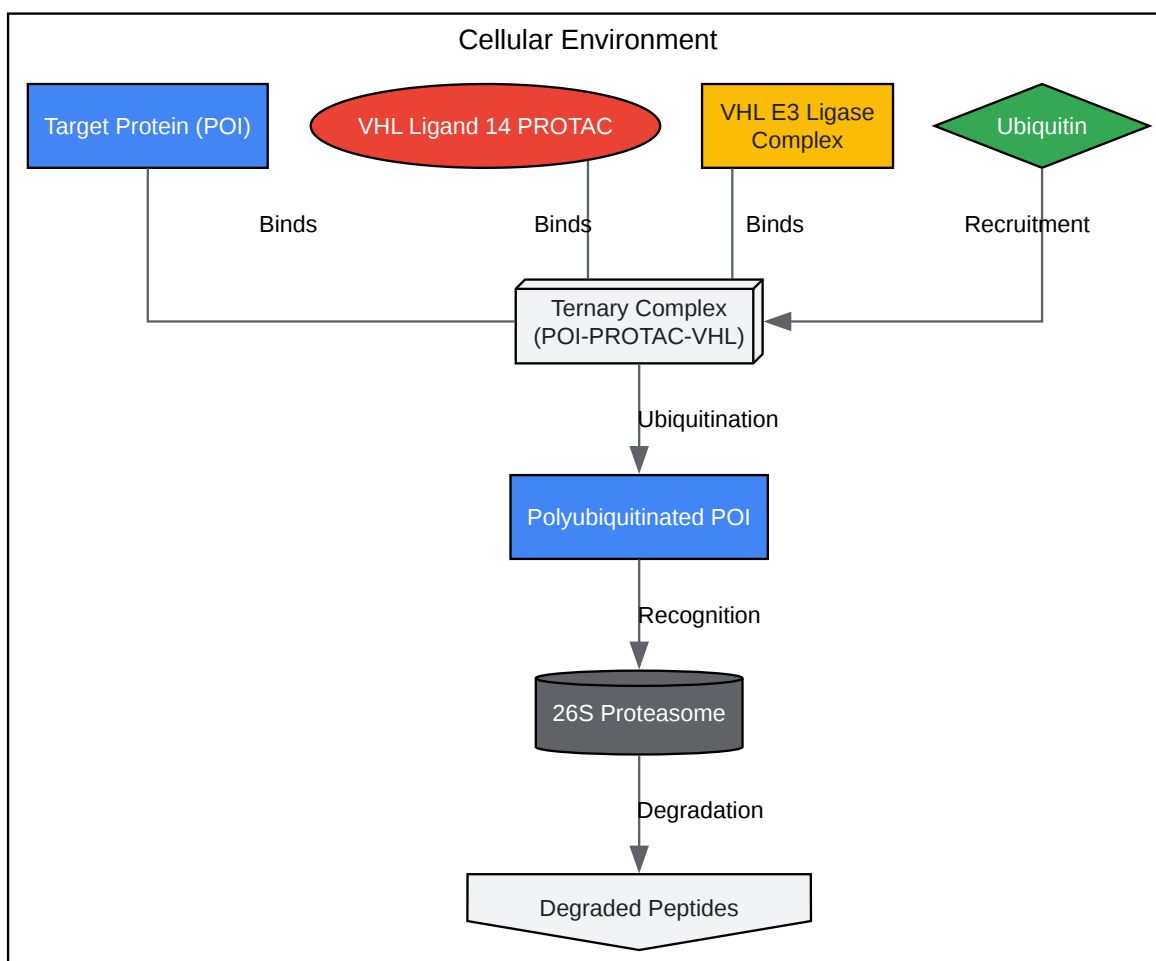 Cellular Environment
Target Protein (POI)
VHL Ligand 14 PROTAC
VHL E3 Ligase
Complex
Ubiquitin
Binds
Binds
Binds
Recruitment
Ternary Complex
(POI-PROTAC-VHL)
Ubiquitination
Polyubiquitinated POI
Recognition
26S Proteasome
Degradation
Degraded Peptides